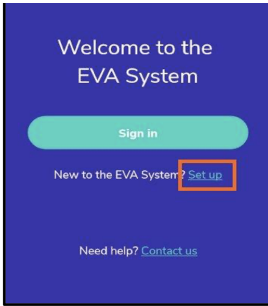 Welcome to the
EVA System
Sign in
New to the EVA System? Set up
Need help? Contact us